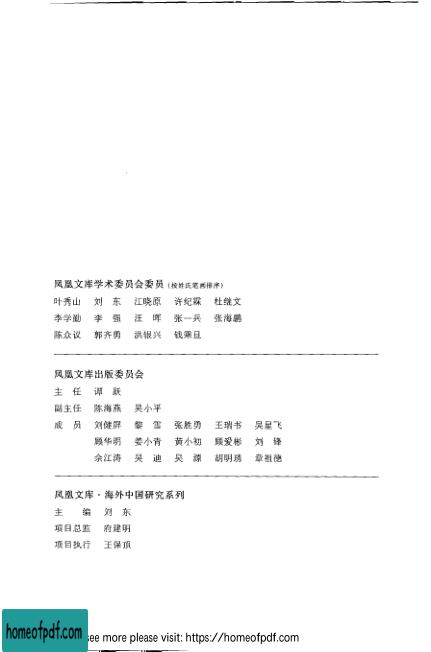 凤凰文库学术委员会委员（按姓氏笔画排序）
叶秀山　刘　东　江晓原　许纪霖　杜继文
李学勤　李　强　汪　晖　张一兵　张海鹏
陈众议　郭齐勇　洪银兴　钱乘旦
凤凰文库出版委员会
主　任　谭　跃
副主任　陈海燕　吴小平
成　员　刘健屏　黎　雪　张胜勇　王瑞书　吴星飞
顾华明　姜小青　黄小初　顾爱彬　刘　锋
佘江涛　吴　迪　吴　源　胡明琇　章祖德
凤凰文库·海外中国研究系列
主　　编　刘　东
项目总监　府建明
项目执行　王保顶
homeofpdf.com
see more please visit: https://homeofpdf.com